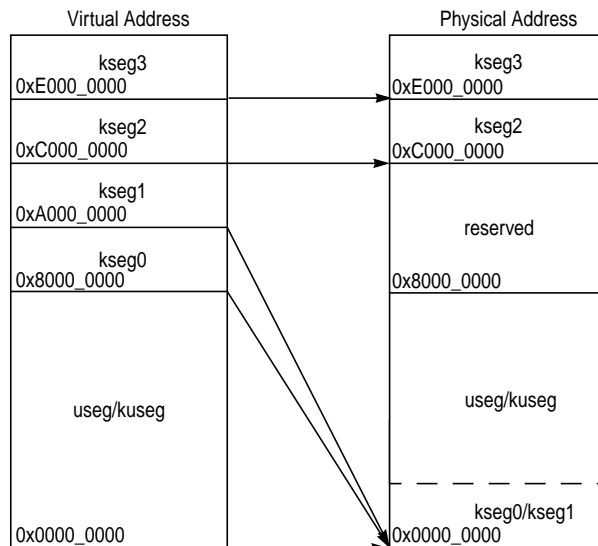 Virtual Address
kseg3
0xE000_0000
kseg2
0xC000_0000
kseg1
0xA000_0000
kseg0
0x8000_0000
useg/kuseg
0x0000_0000
Physical Address
kseg3
0xE000_0000
kseg2
0xC000_0000
reserved
0x8000_0000
useg/kuseg
kseg0/kseg1
0x0000_0000